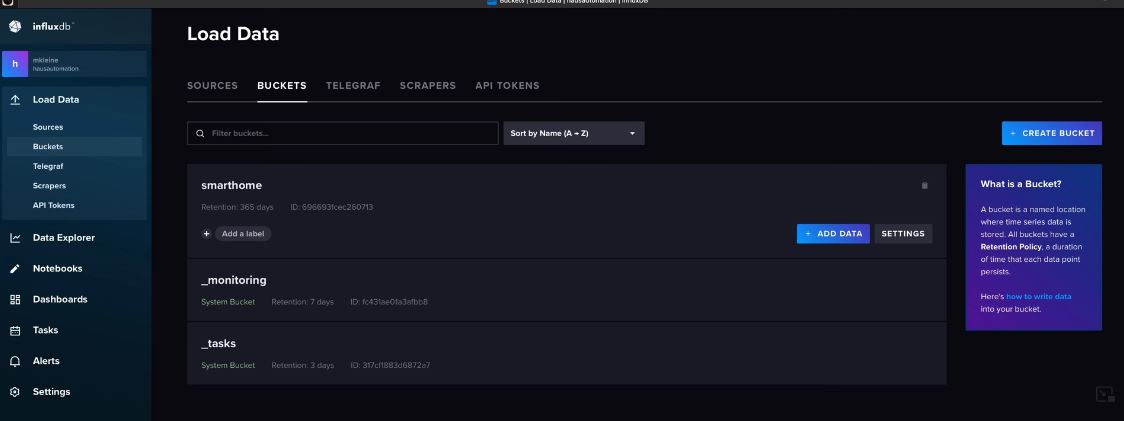 Buckets | Load Data | hausautomation | InfluxDB
influxdb™
h
mkleine
hausautomation
Load Data
Sources
Buckets
Telegraf
Scrapers
API Tokens
Data Explorer
Notebooks
Dashboards
Tasks
Alerts
Settings
Load Data
SOURCES BUCKETS TELEGRAF SCRAPERS API TOKENS
Filter buckets... Sort by Name (A → Z) + CREATE BUCKET
smarthome
Retention: 365 days ID: 696693fcec260713
+ Add a label + ADD DATA SETTINGS
_monitoring
System Bucket Retention: 7 days ID: fc431ae01a3afbb8
_tasks
System Bucket Retention: 3 days ID: 317cf1883d6872a7
What is a Bucket?
A bucket is a named location
where time series data is
stored. All buckets have a
Retention Policy, a duration
of time that each data point
persists.
Here's how to write data
into your bucket.